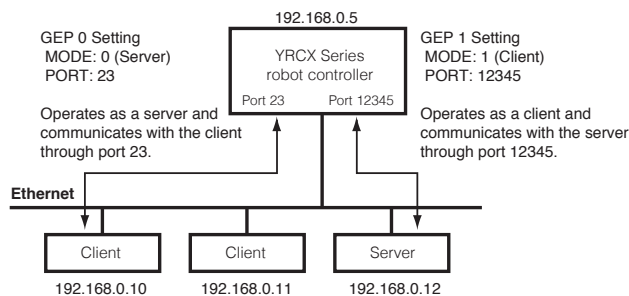 192.168.0.5
GEP 0 Setting
MODE: 0 (Server)
PORT: 23
Operates as a server and
communicates with the client
through port 23.
YRCX Series
robot controller
Port 23 Port 12345
GEP 1 Setting
MODE: 1 (Client)
PORT: 12345
Operates as a client and
communicates with the server
through port 12345.
Ethernet
Client Client Server
192.168.0.10 192.168.0.11 192.168.0.12